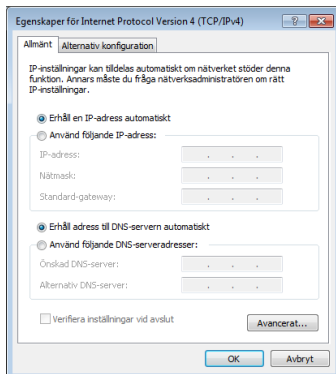 Egenskaper för Internet Protocol Version 4 (TCP/IPv4)
Allmänt
Alternativ konfiguration
IP-inställningar kan tilldelas automatiskt om nätverket stöder denna
funktion. Annars måste du fråga nätverksadministratören om rätt
IP-inställningar.
Erhåll en IP-adress automatiskt
Använd följande IP-adress:
IP-adress:
Nätmask:
Standard-gateway:
Erhåll adress till DNS-servern automatiskt
Använd följande DNS-serveradresser:
Önskad DNS-server:
Alternativ DNS-server:
Verifiera inställningar vid avslut
Avancerat...
OK
Avbryt